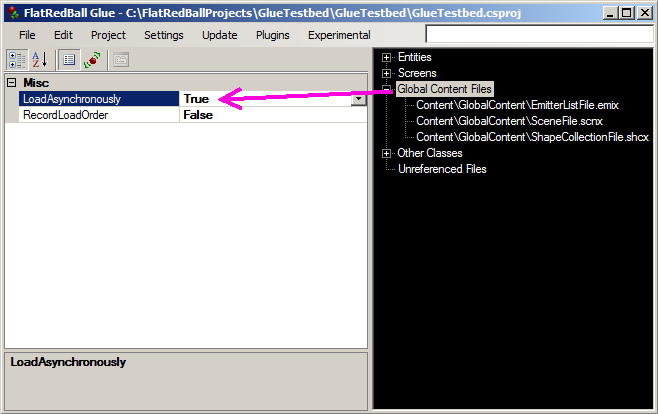 FlatRedBall Glue - C:\FlatRedBallProjects\GlueTestbed\GlueTestbed\GlueTestbed.csproj
File Edit Project Settings Update Plugins Experimental
Misc
LoadAsynchronously True
RecordLoadOrder False
LoadAsynchronously
Entities
Screens
Global Content Files
Content\GlobalContent\EmitterListFile.emix
Content\GlobalContent\SceneFile.scnx
Content\GlobalContent\ShapeCollectionFile.shcx
Other Classes
Unreferenced Files